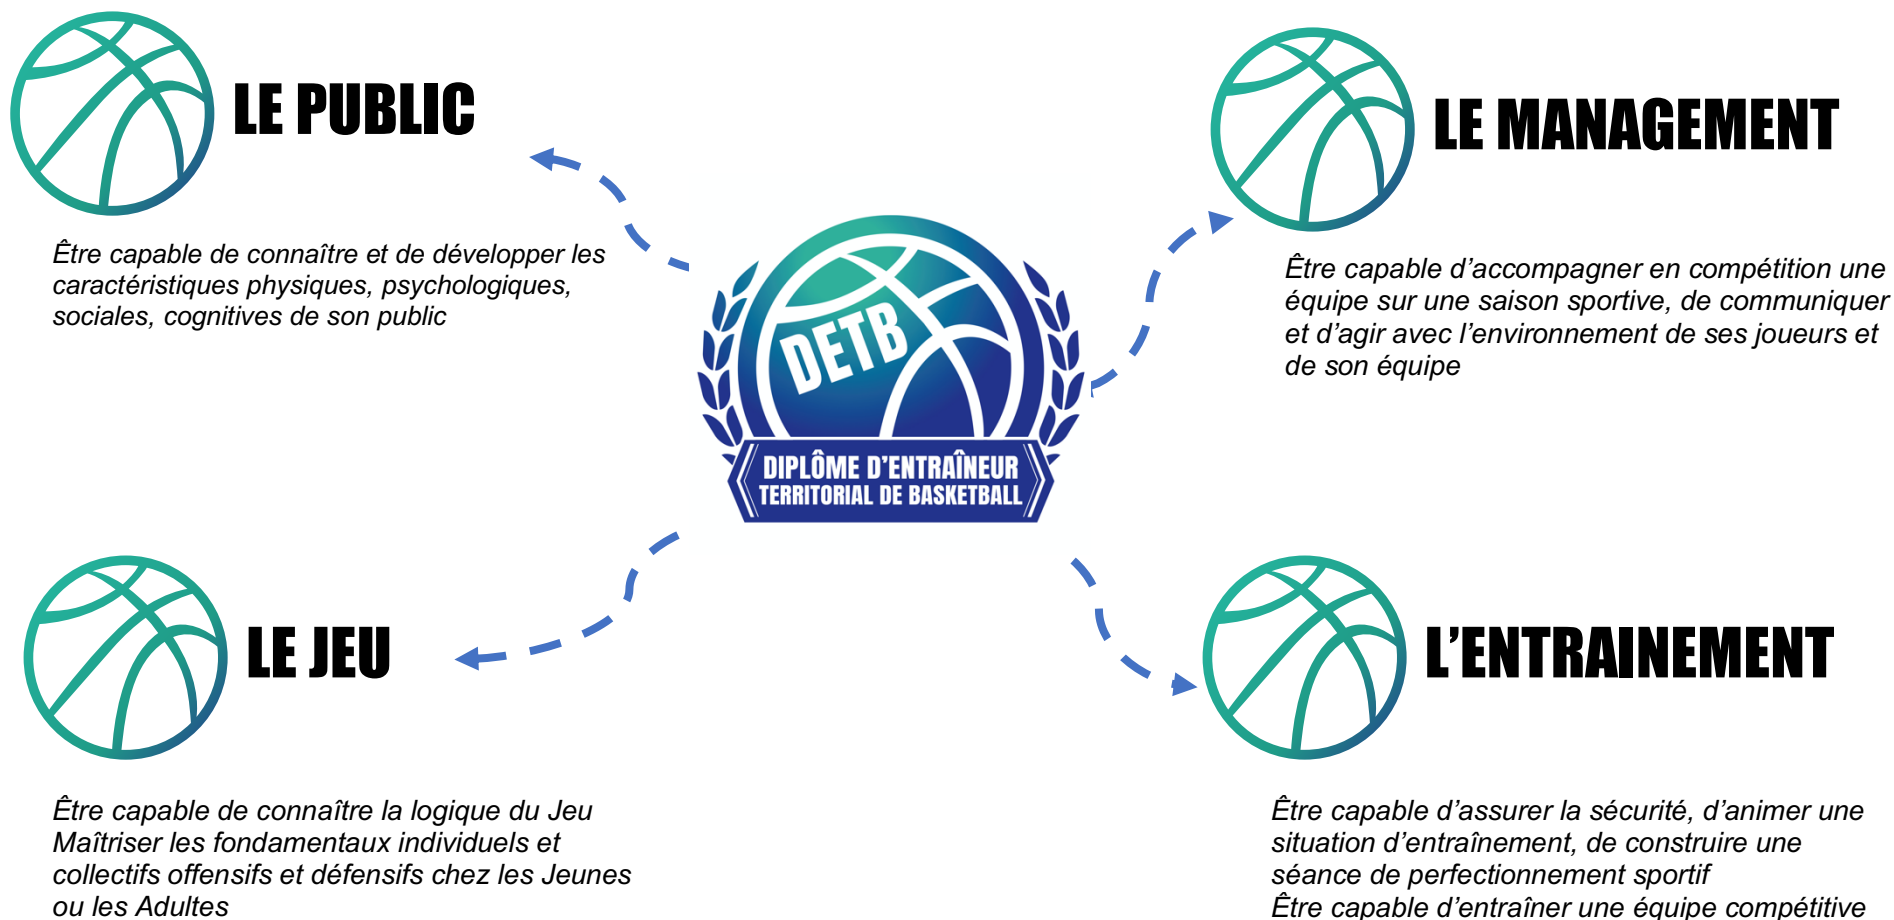 LE PUBLIC
Être capable de connaître et de développer les
caractéristiques physiques, psychologiques,
sociales, cognitives de son public
LE MANAGEMENT
Être capable d’accompagner en compétition une
équipe sur une saison sportive, de communiquer
et d’agir avec l’environnement de ses joueurs et
de son équipe
DETB
DIPLÔME D’ENTRAÎNEUR
TERRITORIAL DE BASKETBALL
LE JEU
Être capable de connaître la logique du Jeu
Maîtriser les fondamentaux individuels et
collectifs offensifs et défensifs chez les Jeunes
ou les Adultes
L’ENTRAINEMENT
Être capable d’assurer la sécurité, d’animer une
situation d’entraînement, de construire une
séance de perfectionnement sportif
Être capable d’entraîner une équipe compétitive